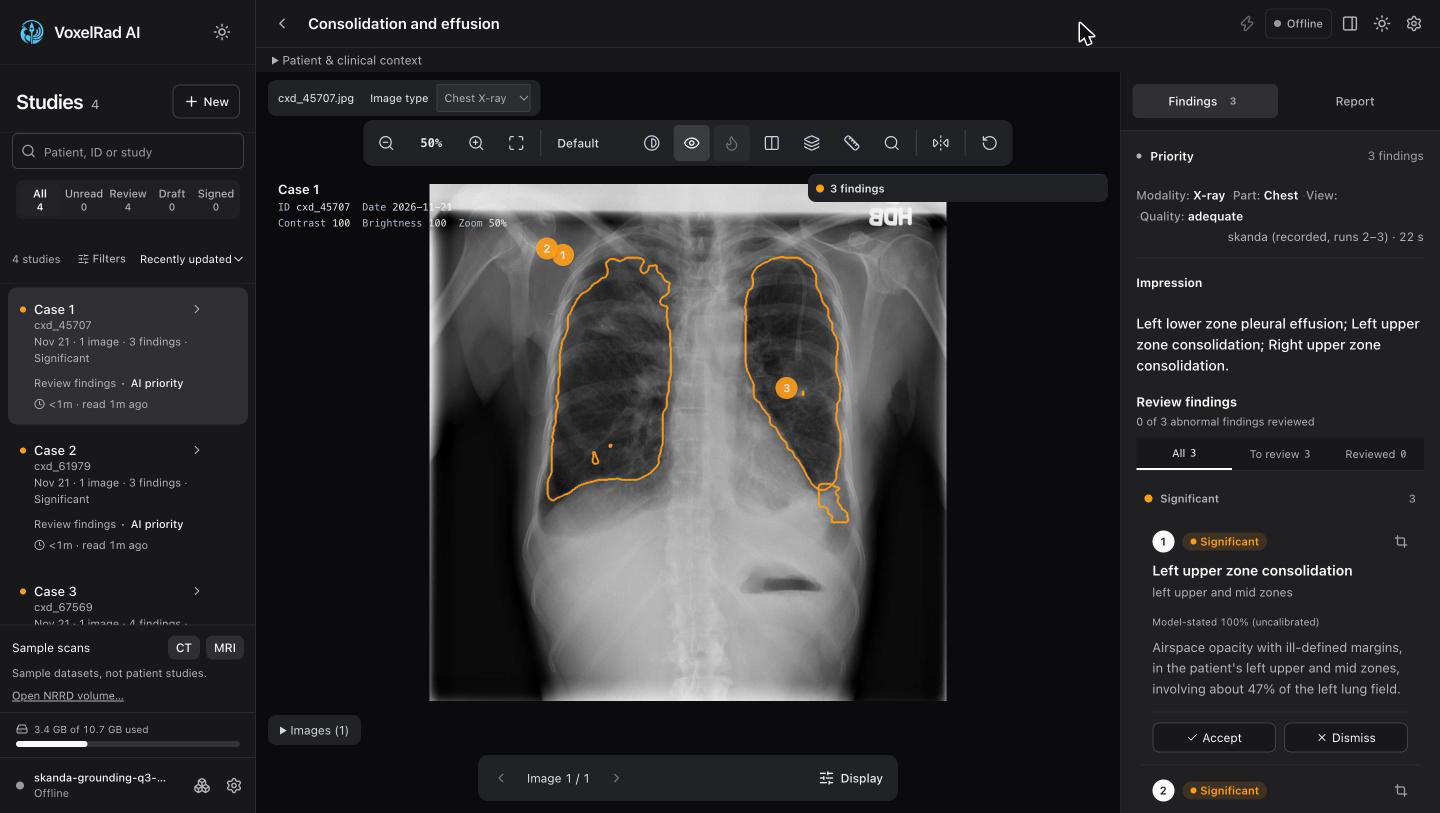 VoxelRad AI
Studies 4
New
Patient, ID or study
All Unread Review Draft Signed
4 0 0 0 0
4 studies Filters Recently updated
Case 1
cxd_45707
Nov 21 · 1 image · 3 findings ·
Significant
Review findings · AI priority
<1m · read 1m ago
Case 2
cxd_61979
Nov 21 · 1 image · 3 findings ·
Significant
Review findings · AI priority
<1m · read 1m ago
Case 3
cxd_67569
Nov 21 · 1 image · 4 findings ·
Sample scans CT MRI
Sample datasets, not patient studies.
Open NRRD volume...
3.4 GB of 10.7 GB used
skanda-grounding-q3-...
Offline
Consolidation and effusion
Offline
Patient & clinical context
cxd_45707.jpg Image type Chest X-ray
50% Default
Case 1
ID cxd_45707 Date 2026-11-21
Contrast 100 Brightness 100 Zoom 50%
3 findings
2
1
3
Images (1)
Image 1 / 1
Display
Findings 3
Report
Priority 3 findings
Modality: X-ray · Part: Chest · View:
· Quality: adequate
skanda (recorded, runs 2–3) · 22 s
Impression
Left lower zone pleural effusion; Left upper
zone consolidation; Right upper zone
consolidation.
Review findings
0 of 3 abnormal findings reviewed
All 3 To review 3 Reviewed 0
Significant 3
1 Significant
Left upper zone consolidation
left upper and mid zones
Model-stated 100% (uncalibrated)
Airspace opacity with ill-defined margins,
in the patient's left upper and mid zones,
involving about 47% of the left lung field.
Accept Dismiss
2 Significant